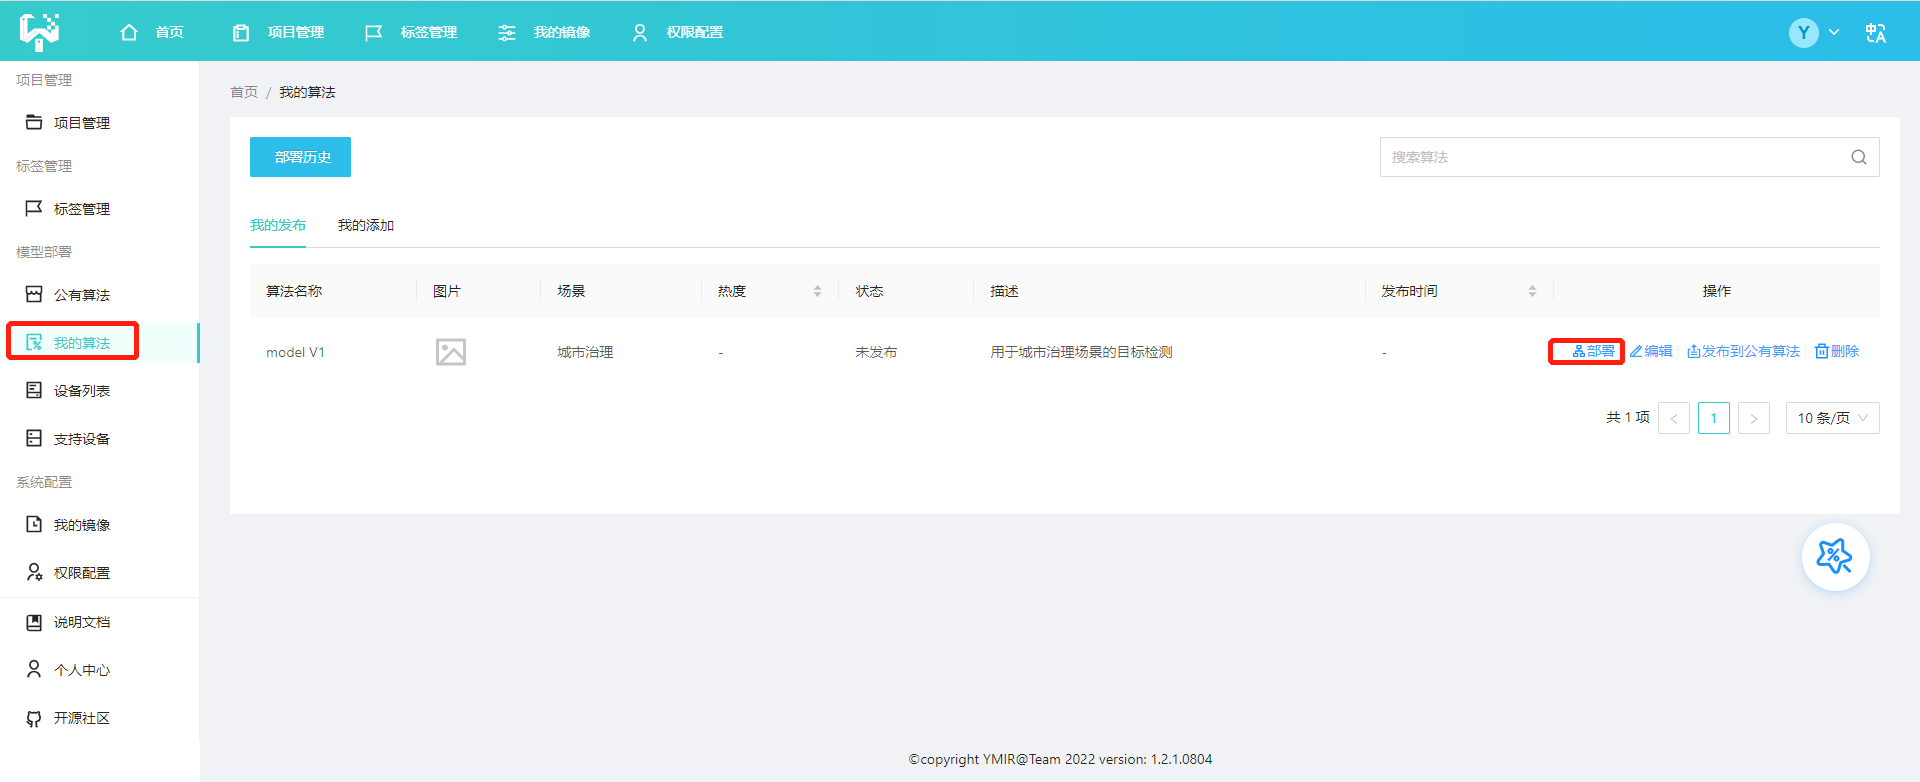 首页 项目管理 标签管理 我的镜像 权限配置 Y
项目管理
项目管理
标签管理
标签管理
模型部署
公有算法
我的算法
设备列表
支持设备
系统配置
我的镜像
权限配置
说明文档
个人中心
开源社区
首页 / 我的算法
部署历史
搜索算法
我的发布 我的添加
算法名称 图片 场景 热度 状态 描述 发布时间 操作
model V1 城市治理 - 未发布 用于城市治理场景的目标检测 - 部署 编辑 发布到公有算法 删除
共 1 项 < 1 > 10 条/页
©copyright YMIR@Team 2022 version: 1.2.1.0804